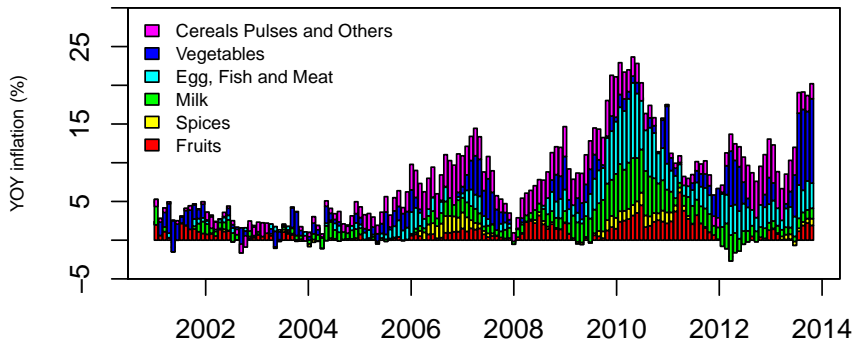 YOY inflation (%)
25
15
5
−5
Cereals Pulses and Others
Vegetables
Egg, Fish and Meat
Milk
Spices
Fruits
2002 2004 2006 2008 2010 2012 2014